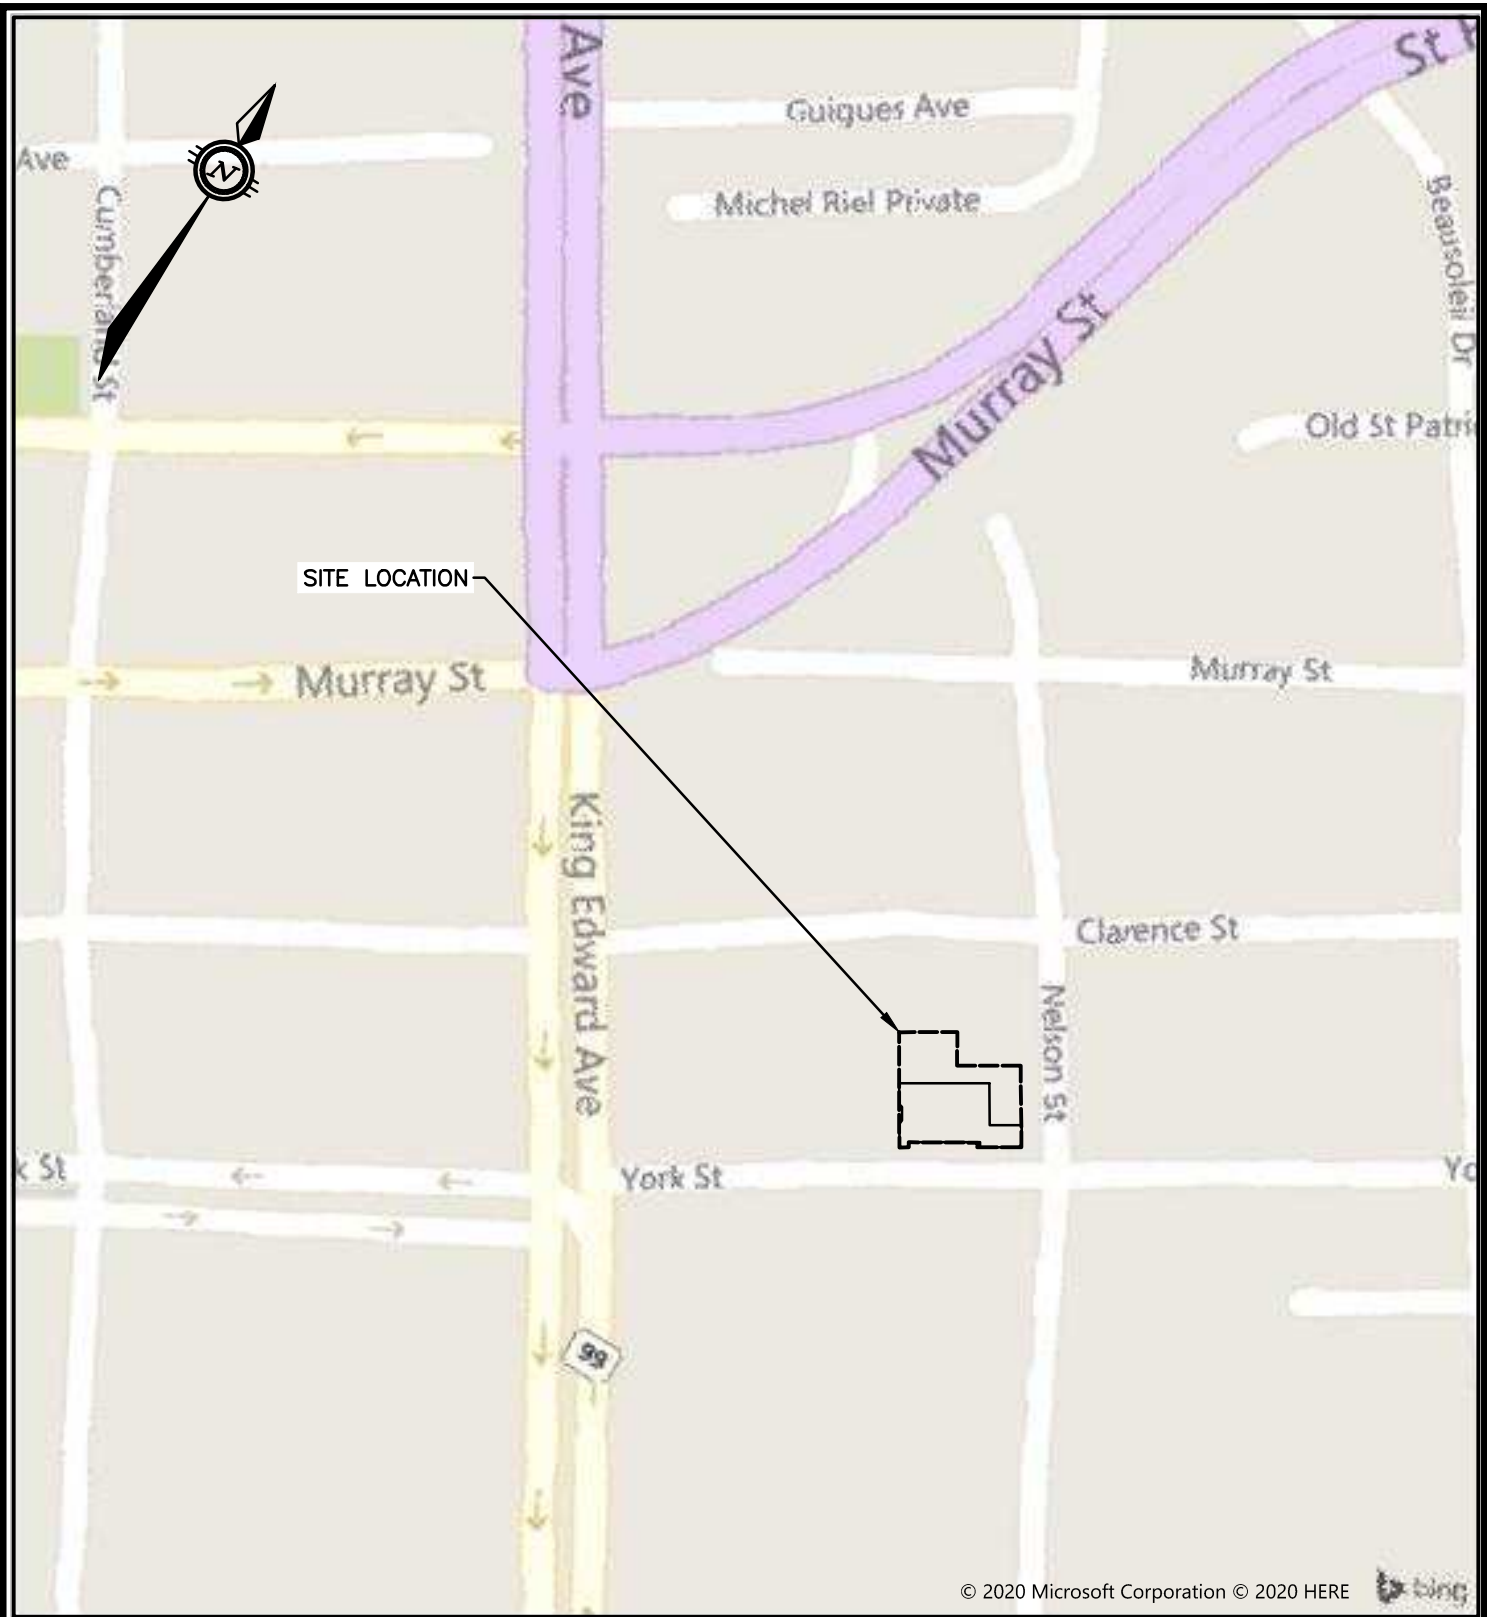 Ave
St
Guigues Ave
Ave
Michel Riel Private
Cumberland St
N
Beausoleil Dr
Murray St
Old St Patri
SITE LOCATION
Murray St
Murray St
King Edward Ave
Clarence St
Nelson St
k St
York St
Yo
99
© 2020 Microsoft Corporation © 2020 HERE
bing